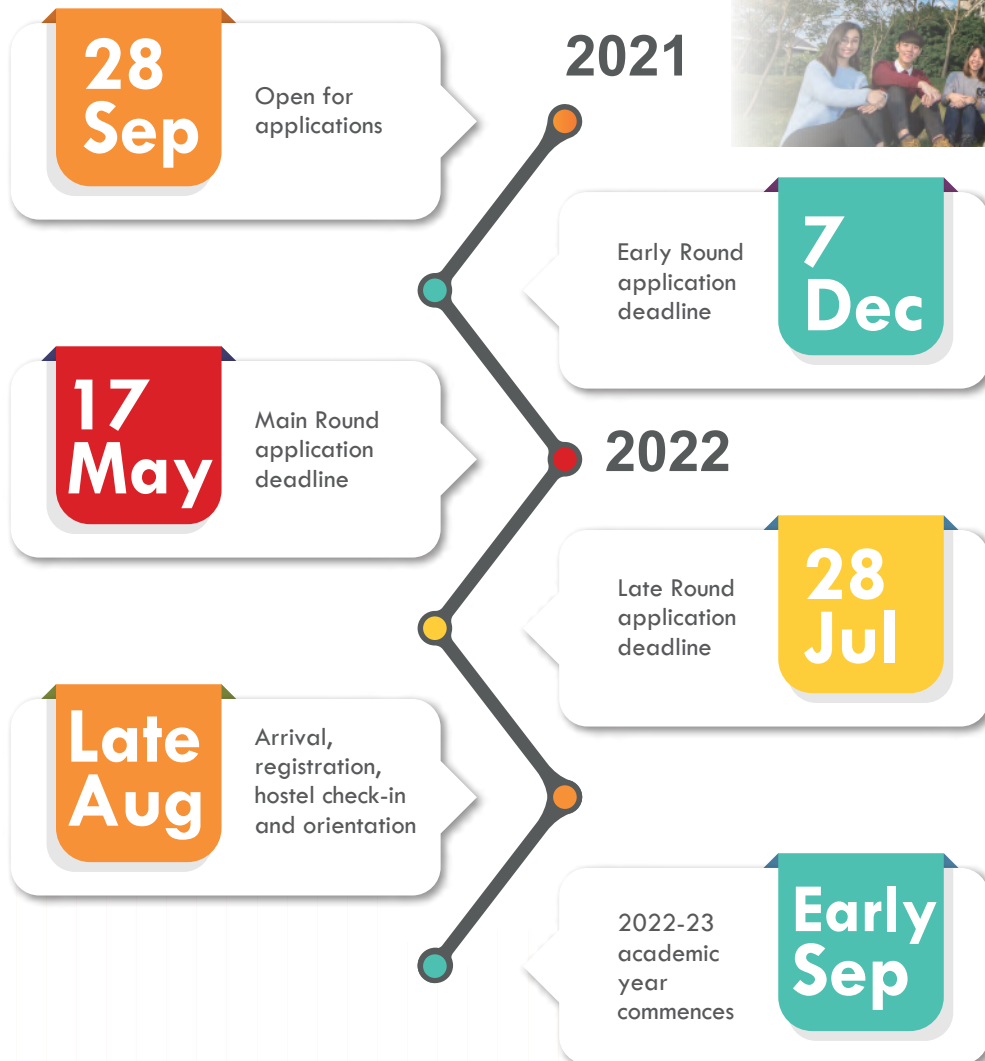 2021
28
Sep
Open for
applications
7
Dec
Early Round
application
deadline
17
May
Main Round
application
deadline
2022
28
Jul
Late Round
application
deadline
Late
Aug
Arrival,
registration,
hostel check-in
and orientation
Early
Sep
2022-23
academic
year
commences